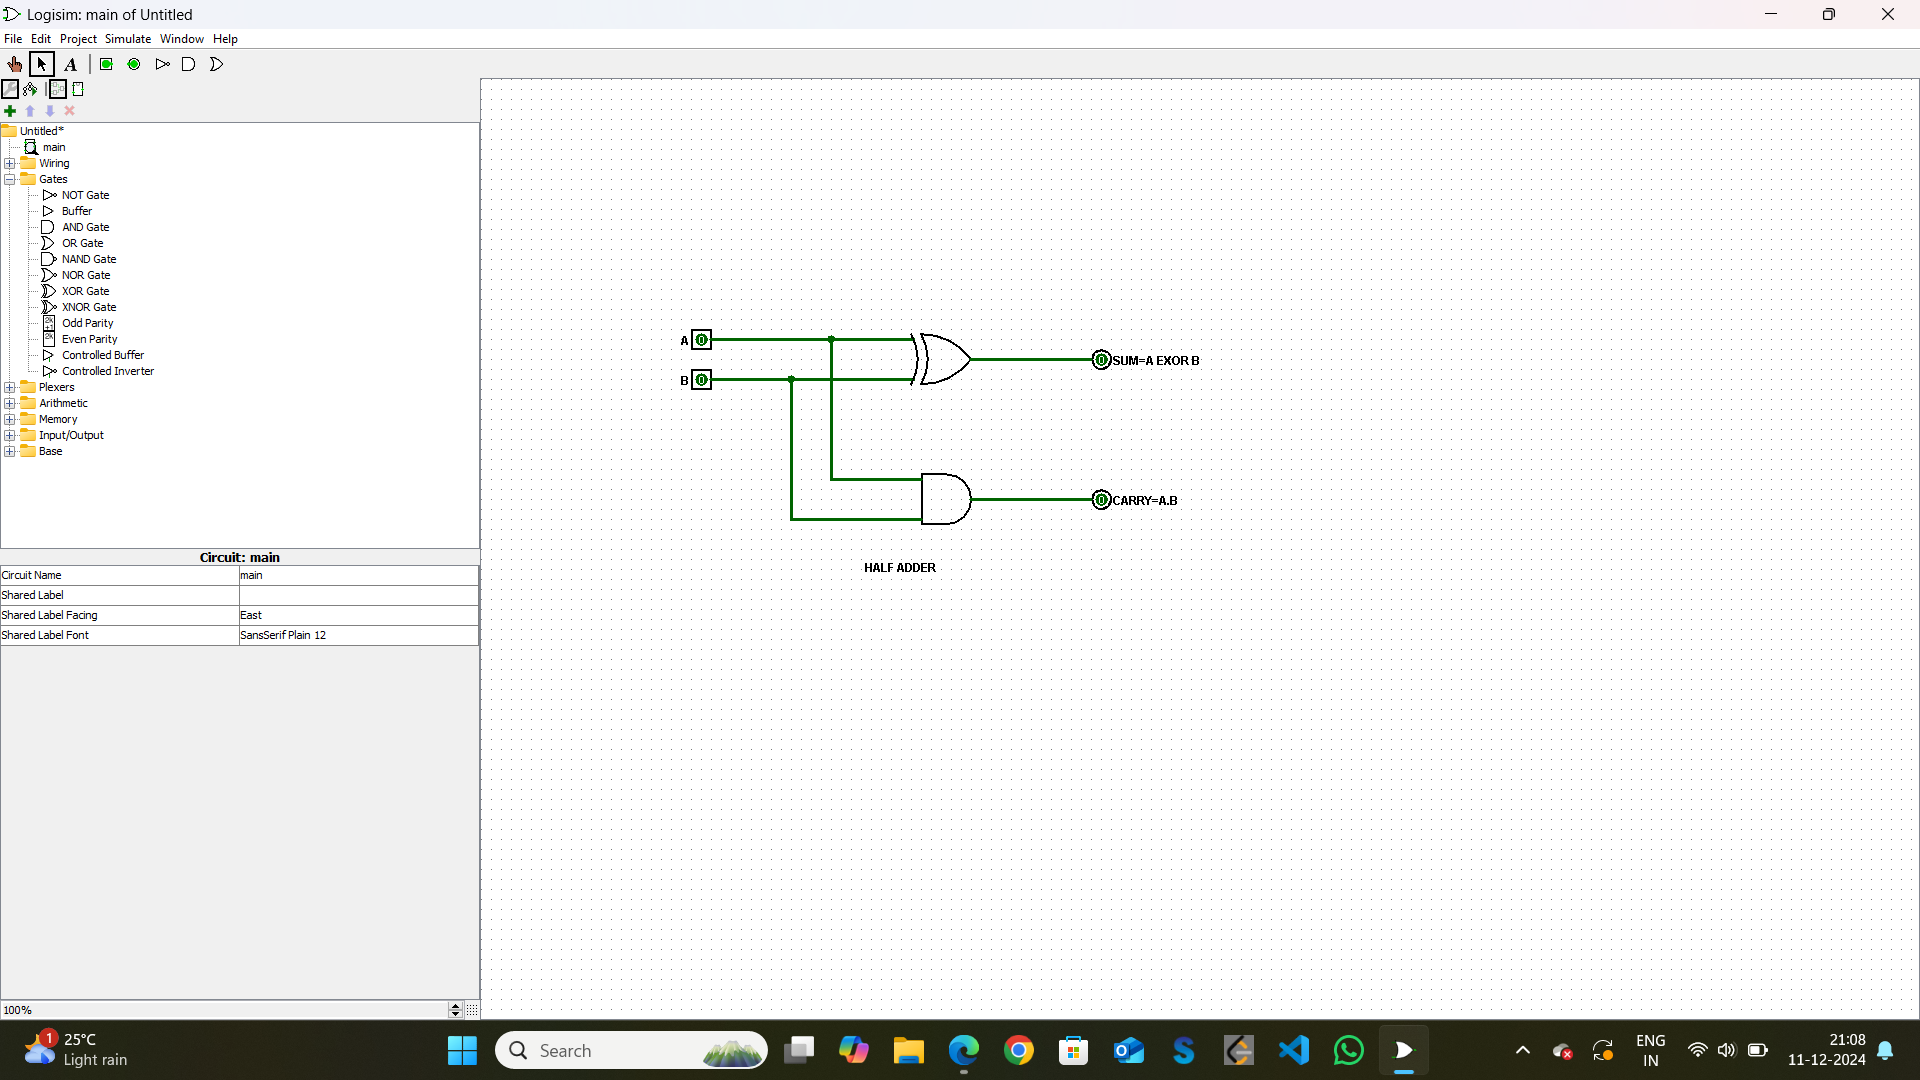 Logisim: main of Untitled
File Edit Project Simulate Window Help
A
Untitled*
main
Wiring
Gates
NOT Gate
Buffer
AND Gate
OR Gate
NAND Gate
NOR Gate
XOR Gate
XNOR Gate
Odd Parity
Even Parity
Controlled Buffer
Controlled Inverter
Plexers
Arithmetic
Memory
Input/Output
Base
Circuit: main
Circuit Name main
Shared Label
Shared Label Facing East
Shared Label Font SansSerif Plain 12
100%
A 0
B 0
0 SUM=A EXOR B
0 CARRY=A.B
HALF ADDER
1
25°C
Light rain
Search
ENG
IN
21:08
11-12-2024